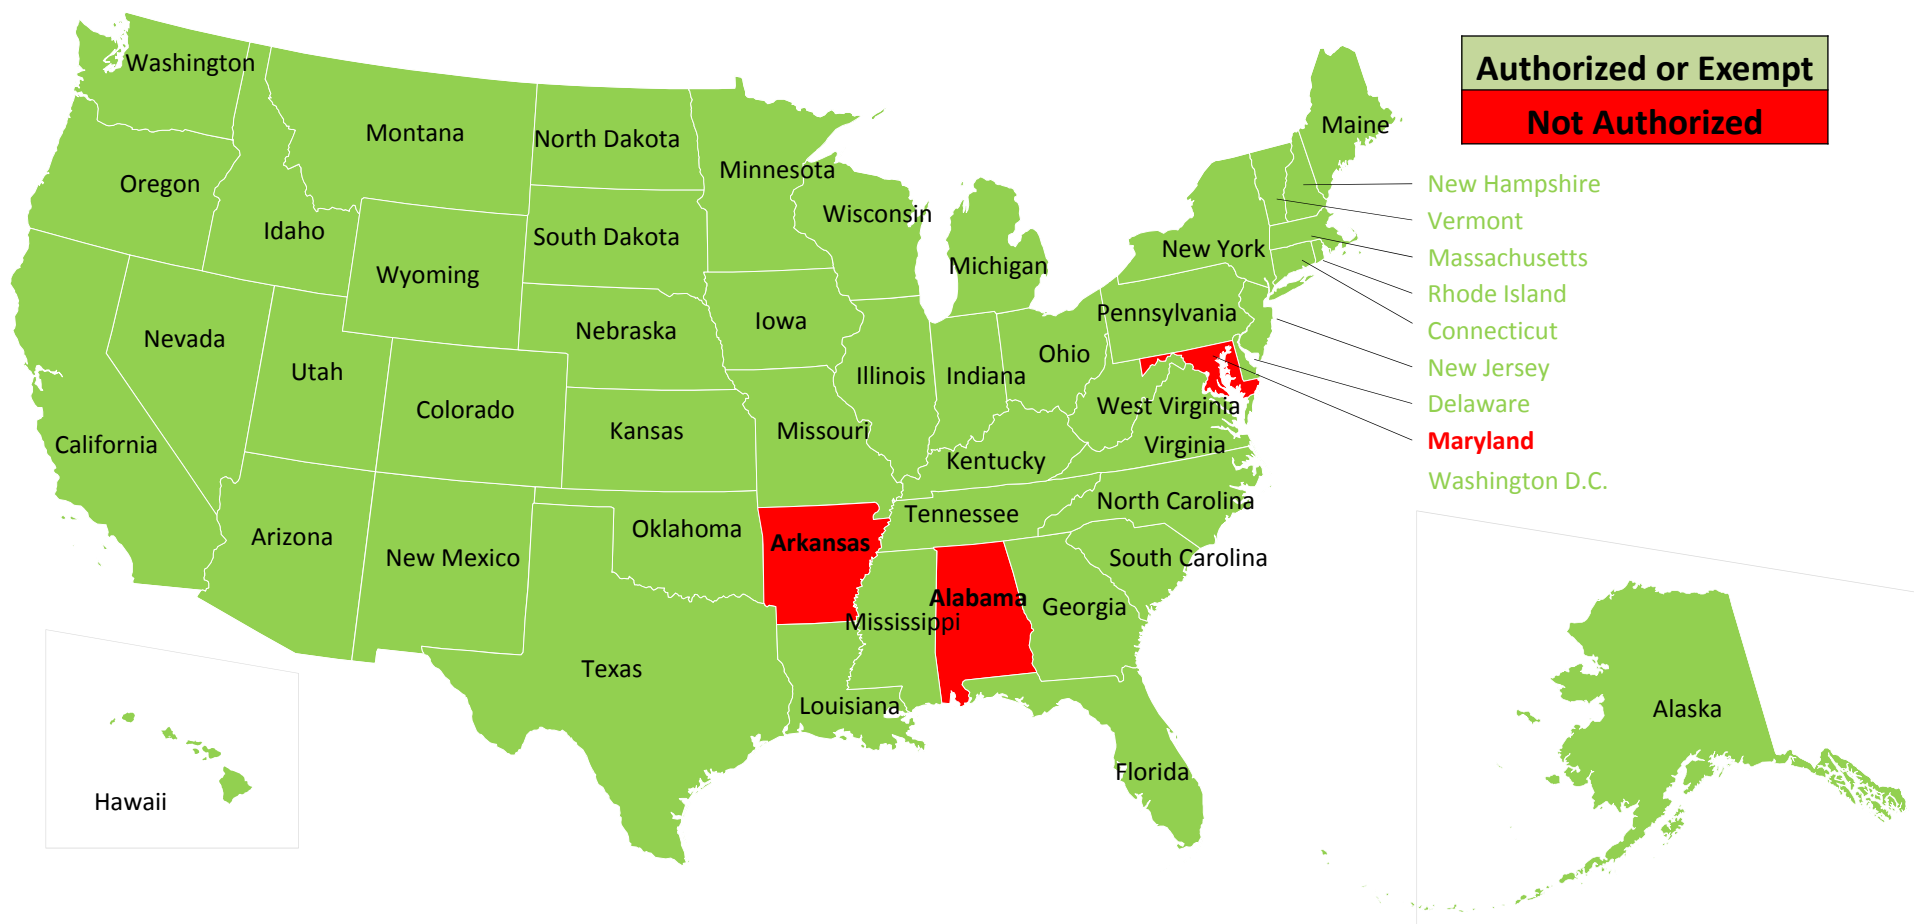 Authorized or Exempt
Not Authorized
Washington
Montana
North Dakota
Minnesota
Maine
Oregon
Idaho
Wyoming
South Dakota
Wisconsin
Michigan
New York
New Hampshire
Vermont
Massachusetts
Rhode Island
Connecticut
New Jersey
Delaware
Maryland
Washington D.C.
Nevada
Utah
Colorado
Nebraska
Iowa
Illinois
Indiana
Ohio
Pennsylvania
California
Kansas
Missouri
Kentucky
West Virginia
Virginia
Arizona
New Mexico
Oklahoma
Arkansas
Tennessee
North Carolina
South Carolina
Mississippi
Alabama
Georgia
Texas
Louisiana
Florida
Hawaii
Alaska